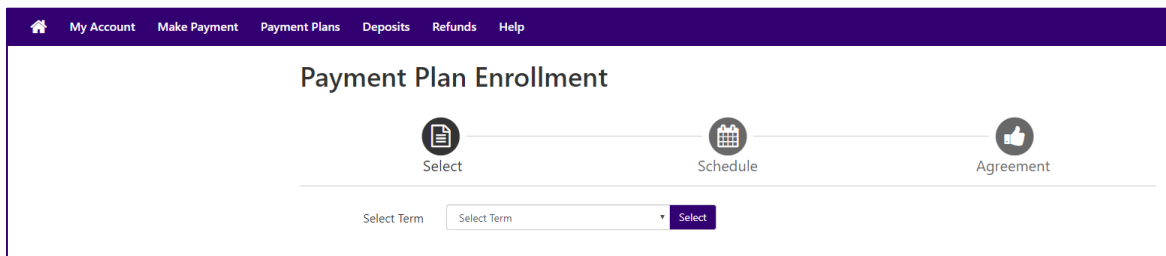 My Account Make Payment Payment Plans Deposits Refunds Help
Payment Plan Enrollment
Select Schedule Agreement
Select Term Select Term Select